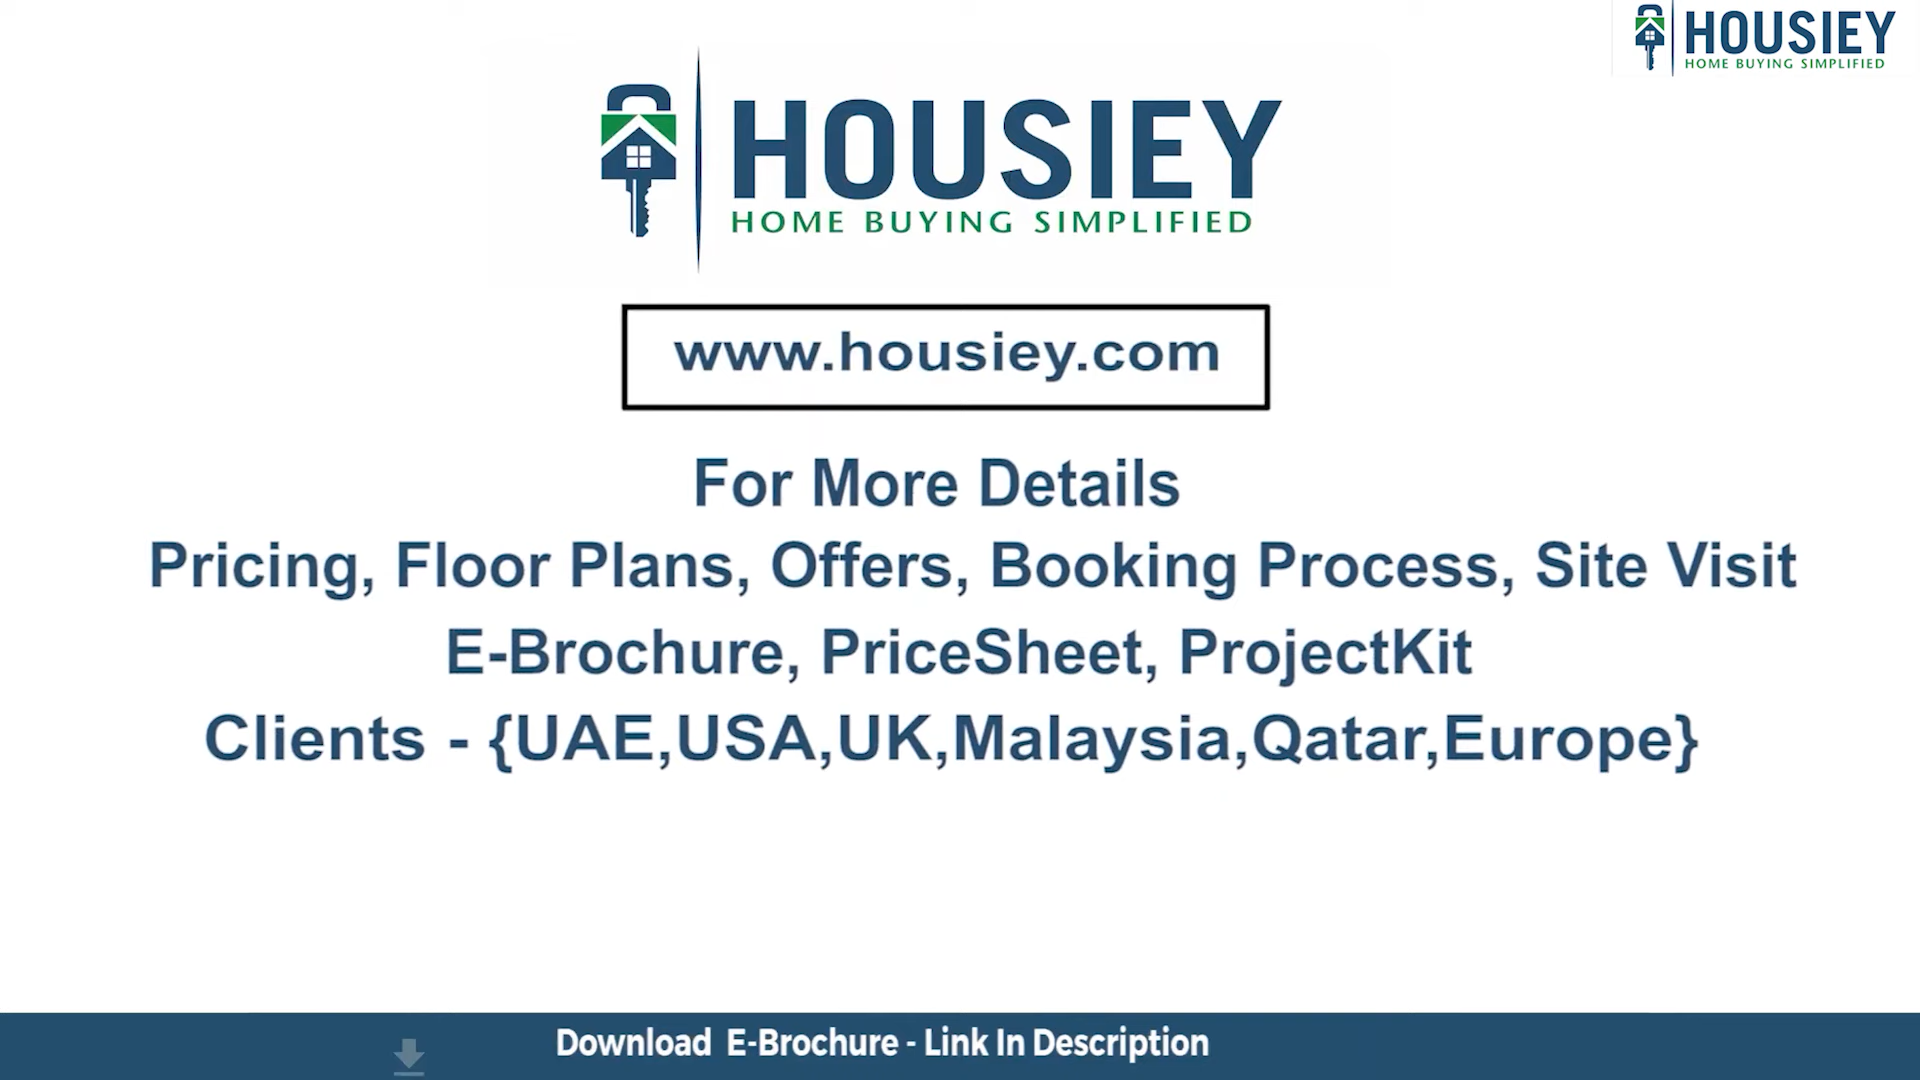 HOUSIEY
HOME BUYING SIMPLIFIED
HOUSIEY
HOME BUYING SIMPLIFIED
www.housiey.com
For More Details
Pricing, Floor Plans, Offers, Booking Process, Site Visit
E-Brochure, PriceSheet, ProjectKit
Clients - {UAE,USA,UK,Malaysia,Qatar,Europe}
Download E-Brochure - Link In Description